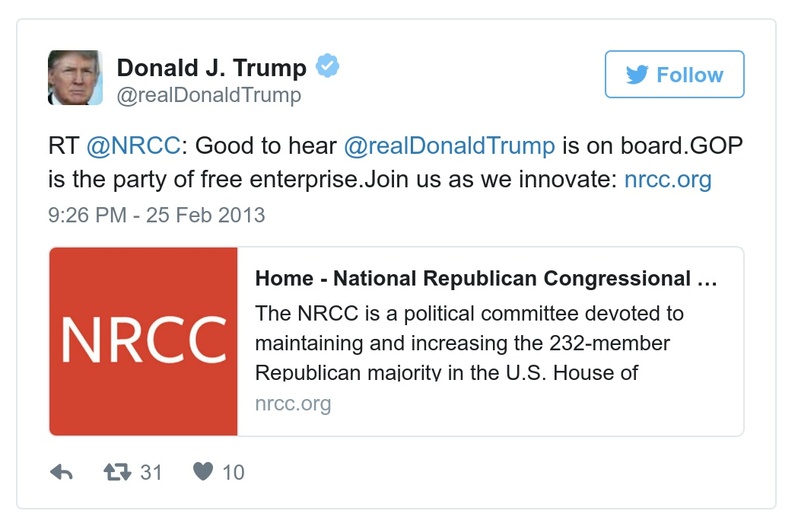 Donald J. Trump
@realDonaldTrump
Follow
RT @NRCC: Good to hear @realDonaldTrump is on board.GOP
is the party of free enterprise.Join us as we innovate: nrcc.org
9:26 PM - 25 Feb 2013
NRCC
Home - National Republican Congressional ...
The NRCC is a political committee devoted to
maintaining and increasing the 232-member
Republican majority in the U.S. House of
nrcc.org
31
10